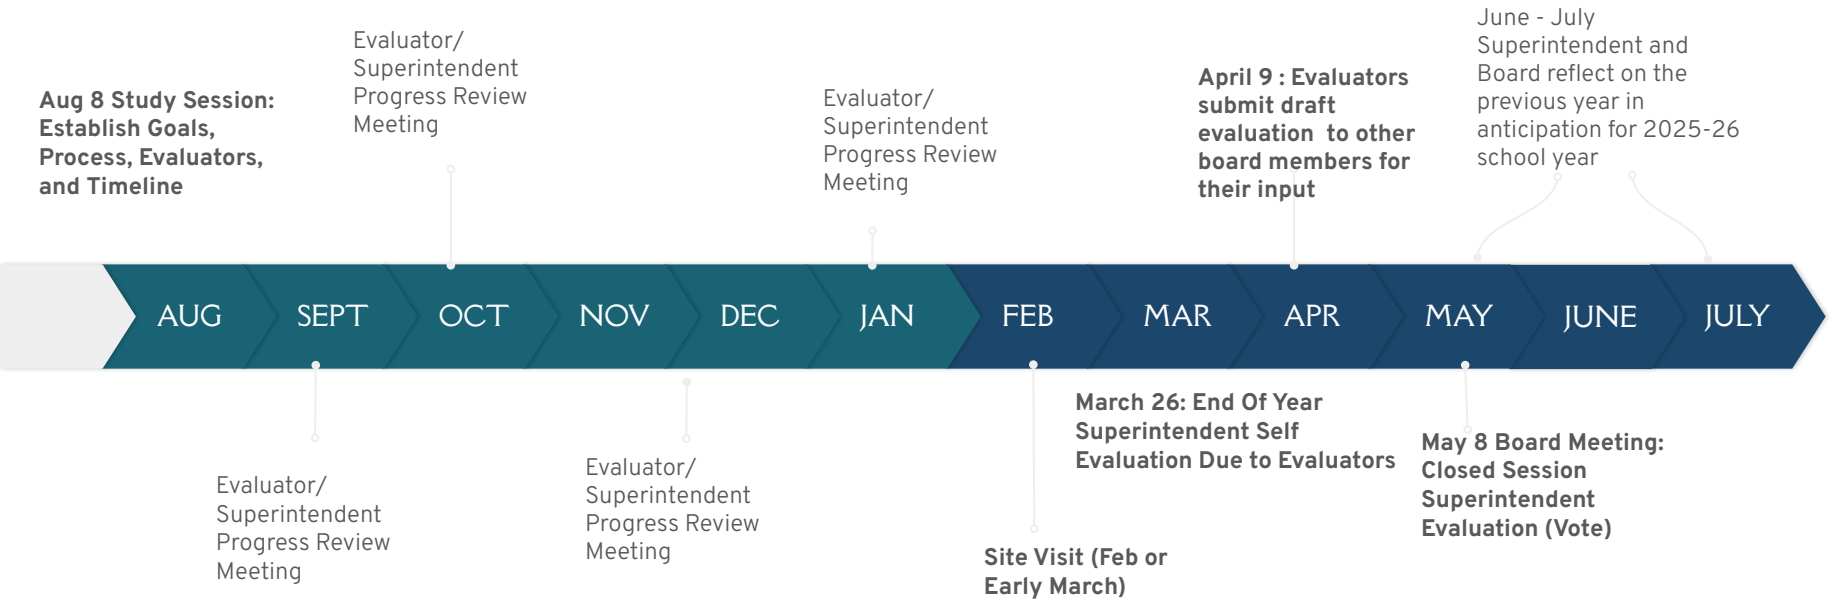 Aug 8 Study Session:
Establish Goals,
Process, Evaluators,
and Timeline
Evaluator/
Superintendent
Progress Review
Meeting
Evaluator/
Superintendent
Progress Review
Meeting
April 9 : Evaluators
submit draft
evaluation  to other
board members for
their input
June - July
Superintendent and
Board reflect on the
previous year in
anticipation for 2025-26
school year
AUG
SEPT
OCT
NOV
DEC
JAN
FEB
MAR
APR
MAY
JUNE
JULY
Evaluator/
Superintendent
Progress Review
Meeting
Evaluator/
Superintendent
Progress Review
Meeting
Site Visit (Feb or
Early March)
March 26: End Of Year
Superintendent Self
Evaluation Due to Evaluators
May 8 Board Meeting:
Closed Session
Superintendent
Evaluation (Vote)